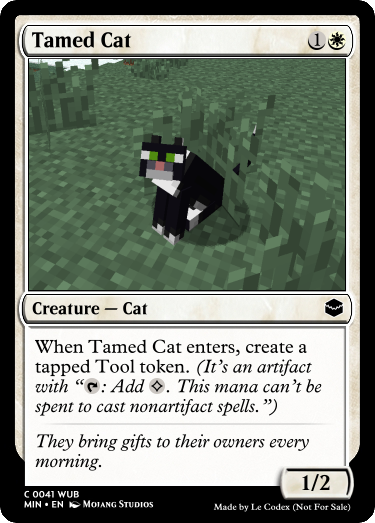 Tamed Cat 1
Creature — Cat
When Tamed Cat enters, create a
tapped Tool token. (It's an artifact
with “: Add . This mana can't be
spent to cast nonartifact spells.”)
They bring gifts to their owners every
morning.
1/2
C 0041 WUB
MIN • EN Mojang Studios
Made by Le Codex (Not For Sale)